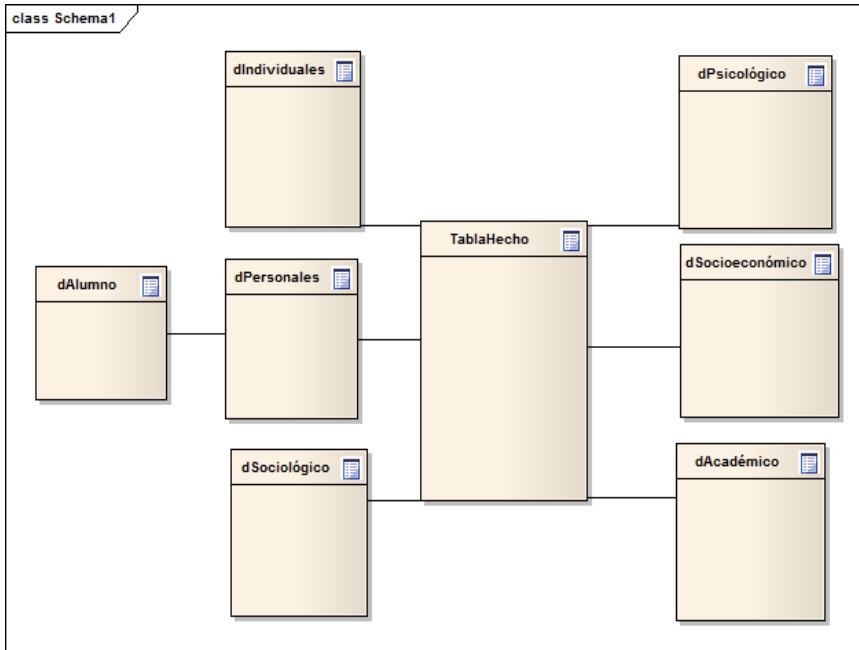 class Schema1
dIndividuales
dPsicológico
TablaHecho
dSocioeconómico
dAlumno
dPersonales
dSociológico
dAcadémico